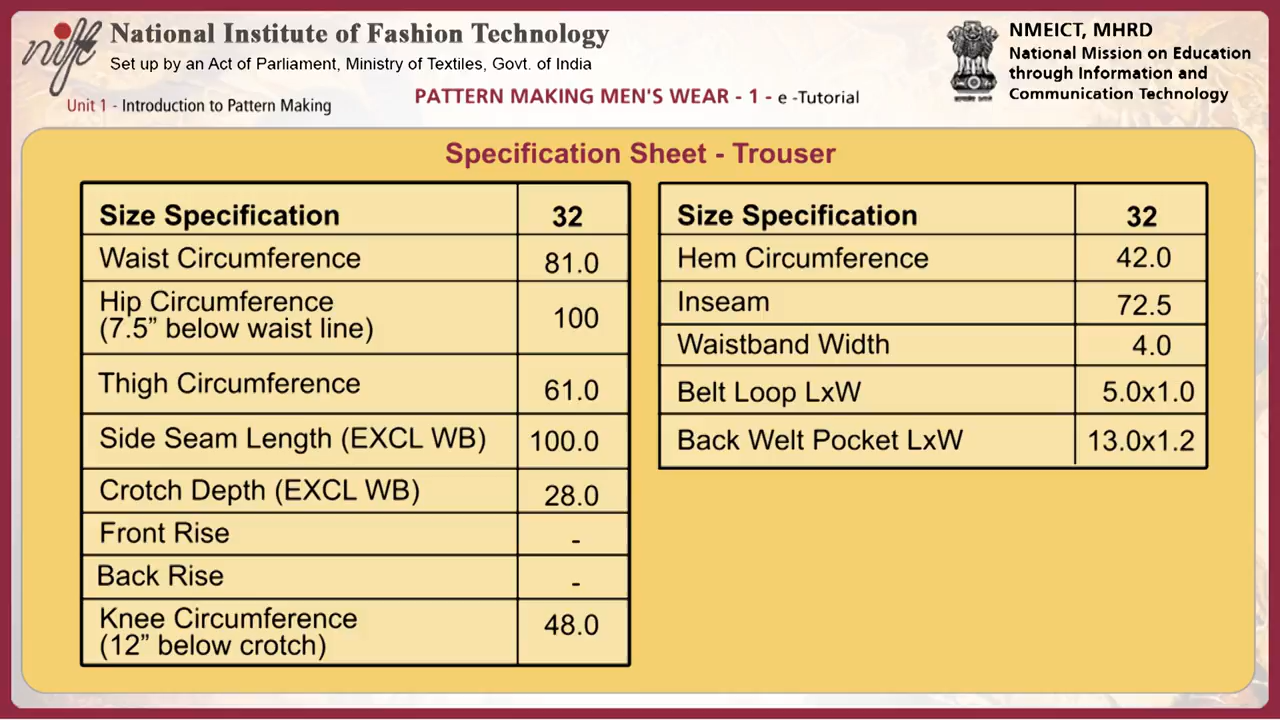 nift
National Institute of Fashion Technology
Set up by an Act of Parliament, Ministry of Textiles, Govt. of India
Unit 1 - Introduction to Pattern Making
PATTERN MAKING MEN'S WEAR - 1 - e -Tutorial
NMEICT, MHRD
National Mission on Education
through Information and
Communication Technology
Specification Sheet - Trouser
Size Specification 32
Waist Circumference 81.0
Hip Circumference
(7.5” below waist line) 100
Thigh Circumference 61.0
Side Seam Length (EXCL WB) 100.0
Crotch Depth (EXCL WB) 28.0
Front Rise -
Back Rise -
Knee Circumference
(12” below crotch) 48.0
Size Specification 32
Hem Circumference 42.0
Inseam 72.5
Waistband Width 4.0
Belt Loop LxW 5.0x1.0
Back Welt Pocket LxW 13.0x1.2